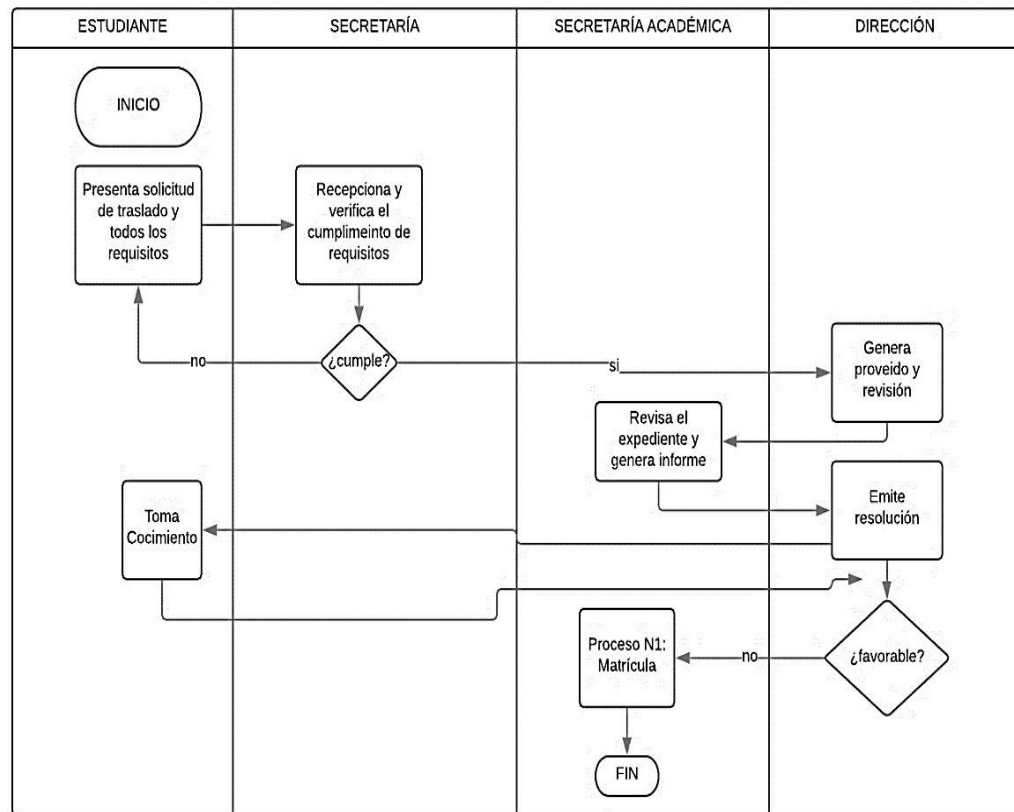 ESTUDIANTE
SECRETARÍA
SECRETARÍA ACADÉMICA
DIRECCIÓN
INICIO
Presenta solicitud
de traslado y
todos los
requisitos
Recepciona y
verifica el
cumplimeinto de
requisitos
¿cumple?
no
si
Genera
proveido y
revisión
Revisa el
expediente y
genera informe
Emite
resolución
Toma
Cocimiento
¿favorable?
no
Proceso N1:
Matrícula
FIN